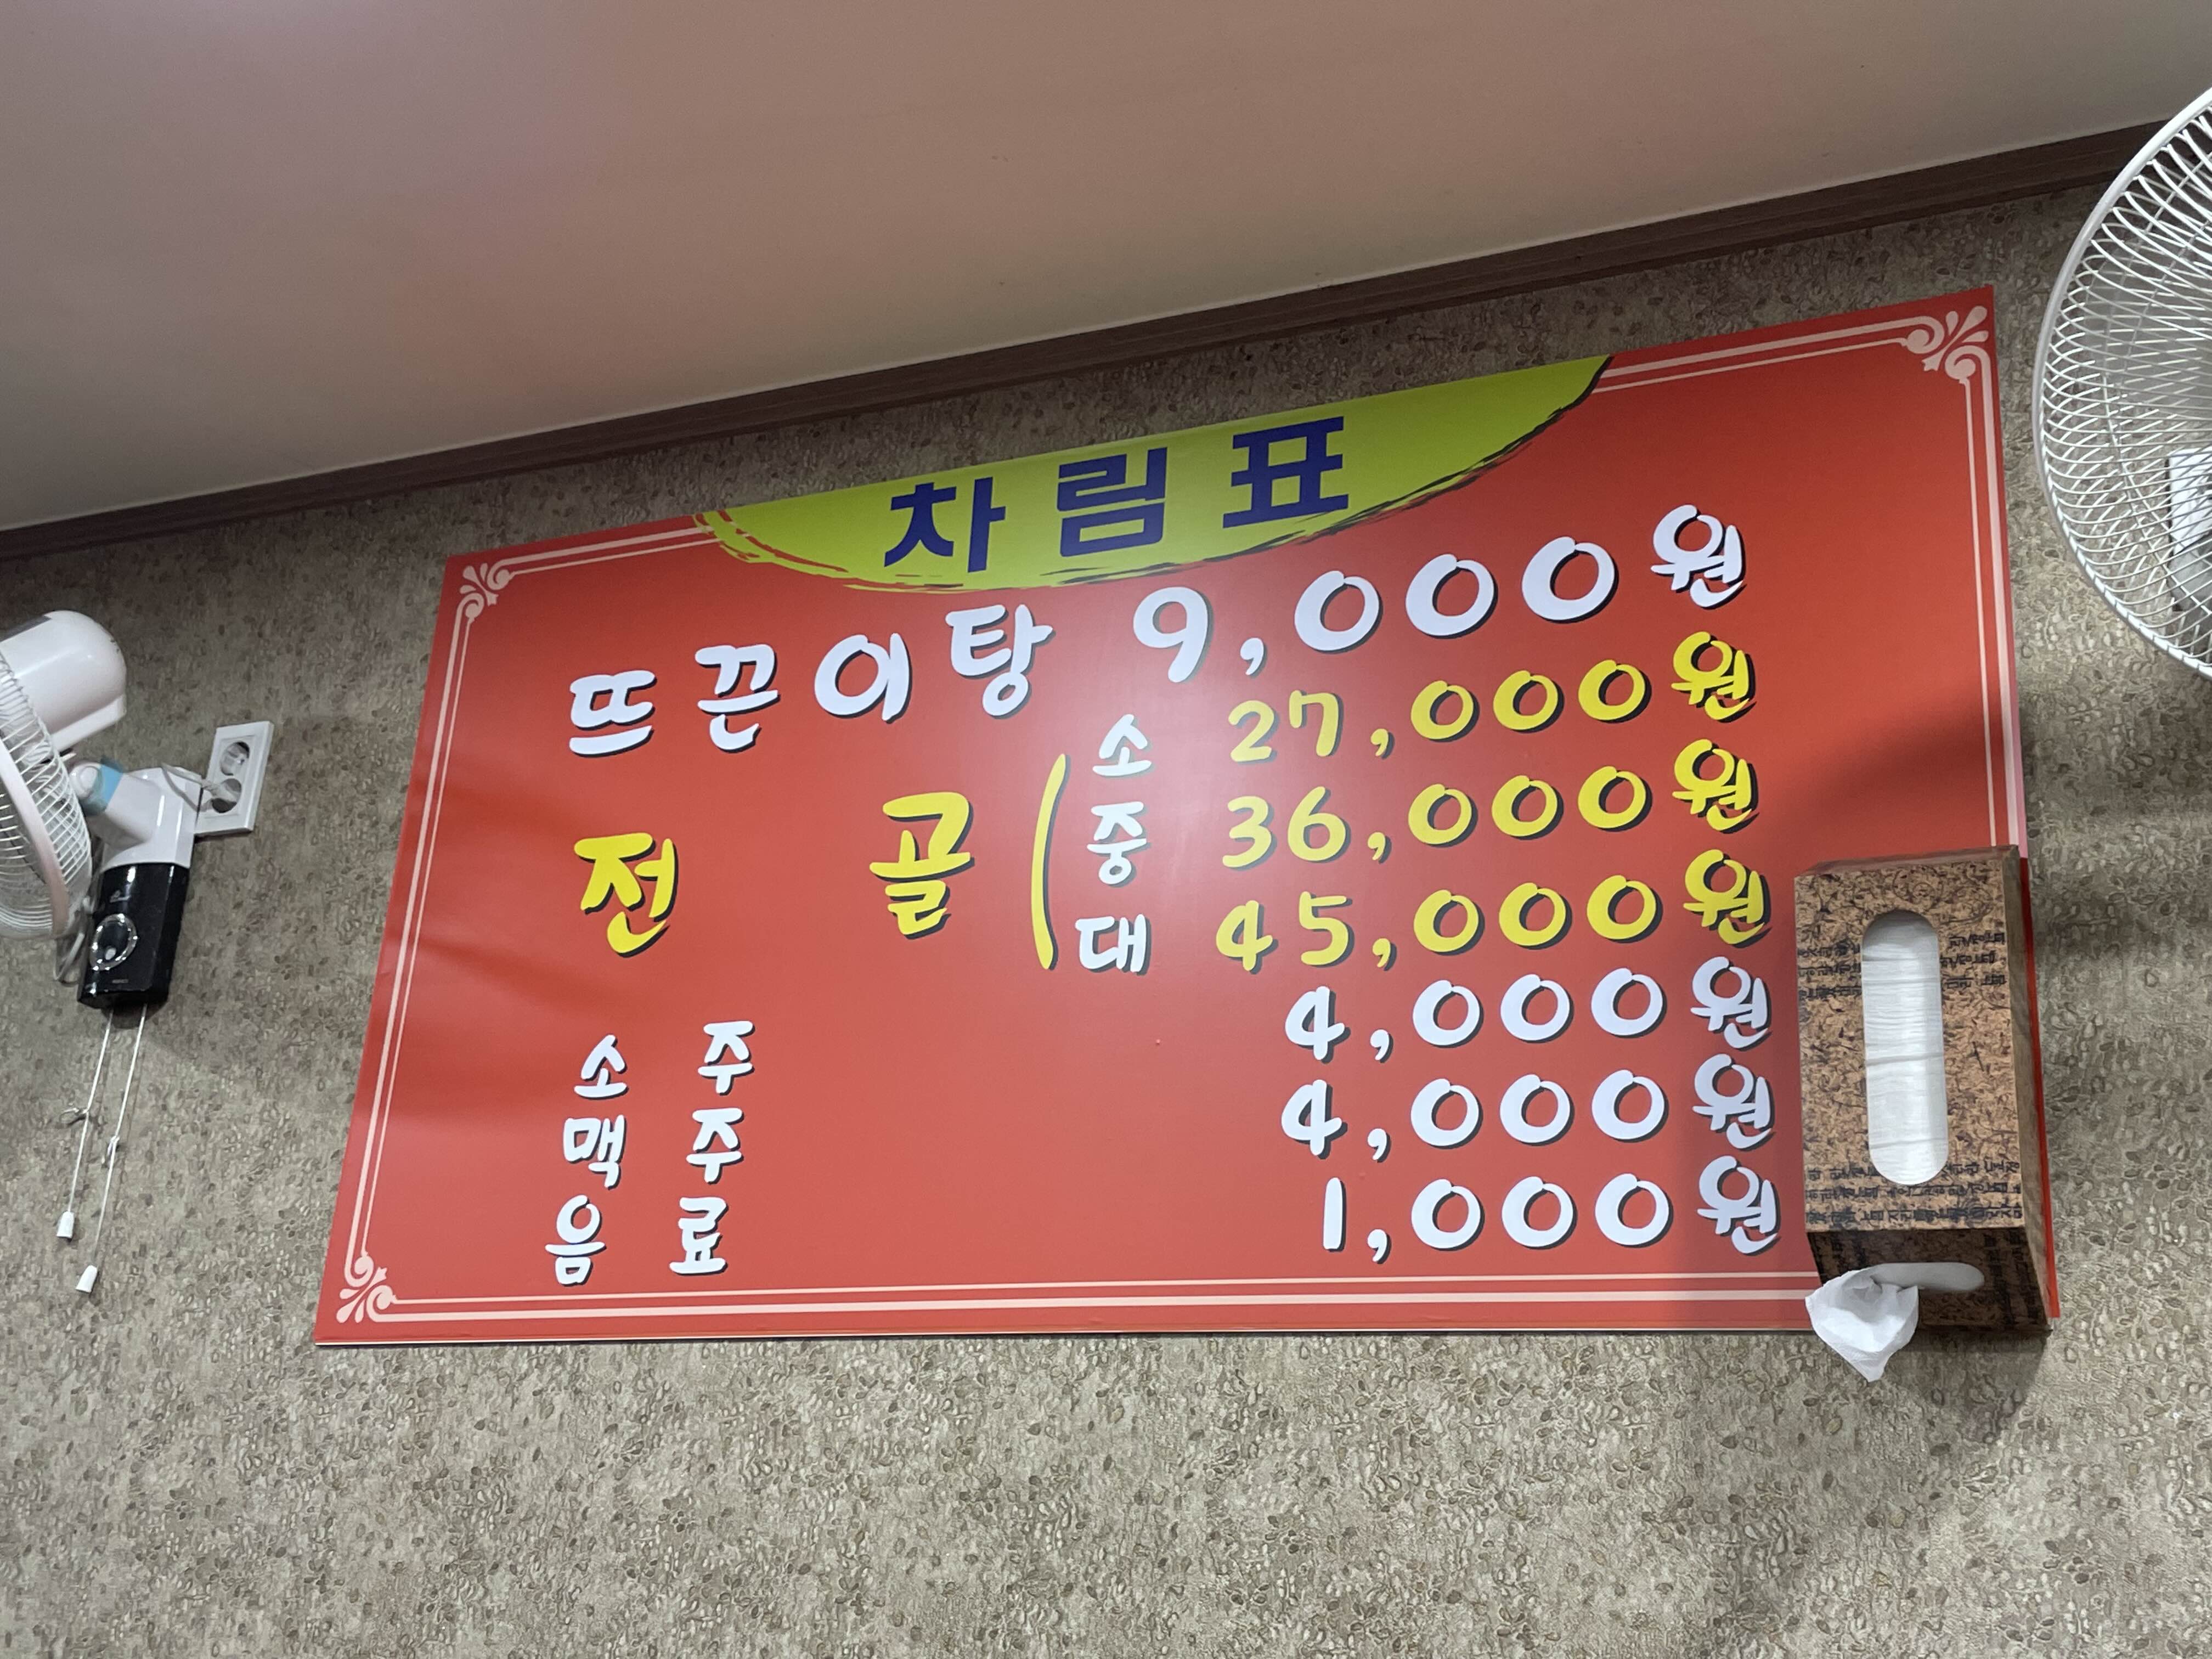 차림표
뜨끈이탕 9,000원
전골 ( 소 27,000원
중 36,000원
대 45,000원
소주 4,000원
맥주 4,000원
음료 1,000원